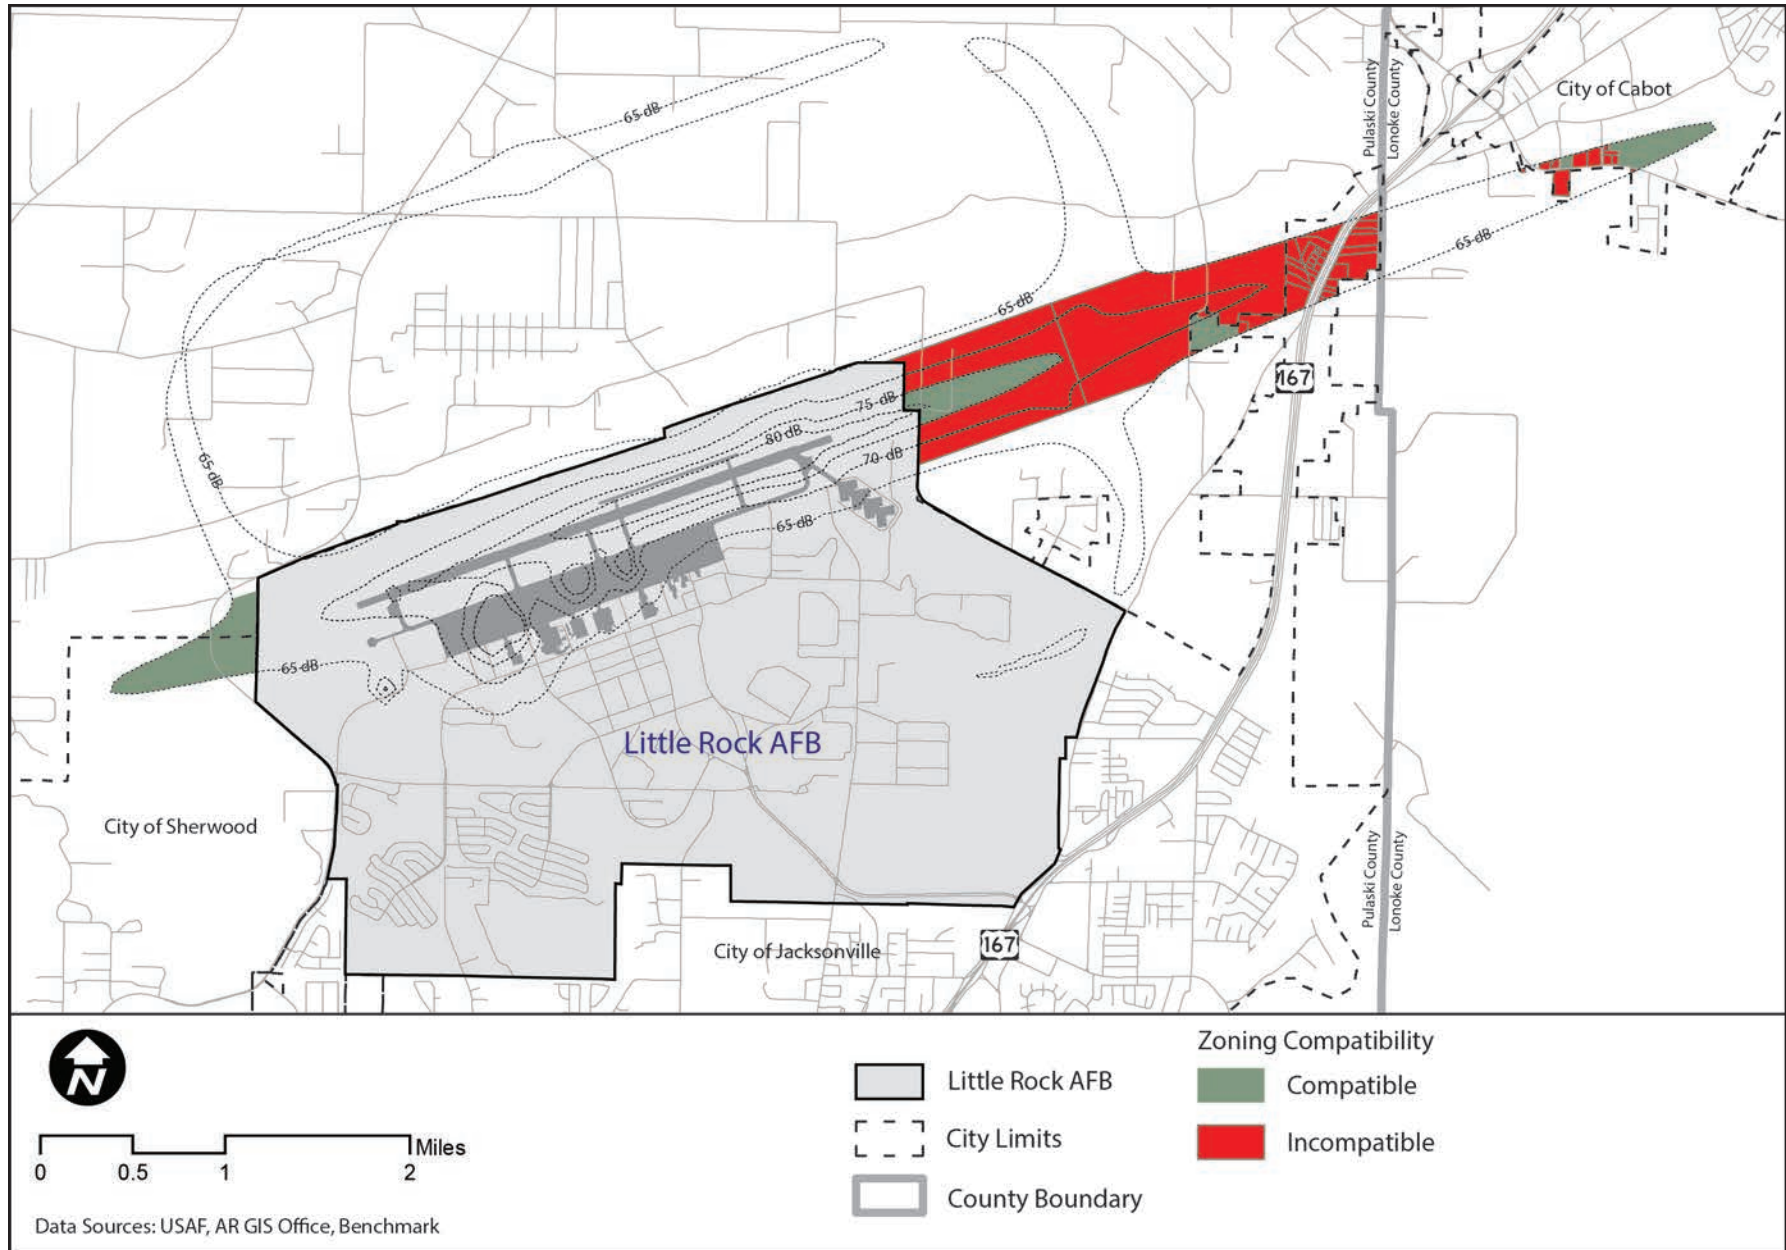 65 dB
Pulaski County
Lonoke County
City of Cabot
65 dB
65 dB
167
75 dB
80 dB
70 dB
65 dB
65 dB
65 dB
Little Rock AFB
City of Sherwood
City of Jacksonville
167
Pulaski County
Lonoke County
N
0 0.5 1 2 Miles
Data Sources: USAF, AR GIS Office, Benchmark
Little Rock AFB
City Limits
County Boundary
Zoning Compatibility
Compatible
Incompatible